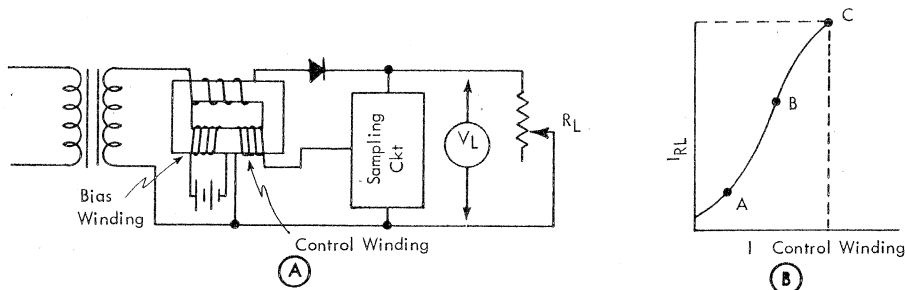 Bias
Winding
Control Winding
A
Sampling
Ckt
V_L
R_L
I_RL
A
B
C
I Control Winding
B